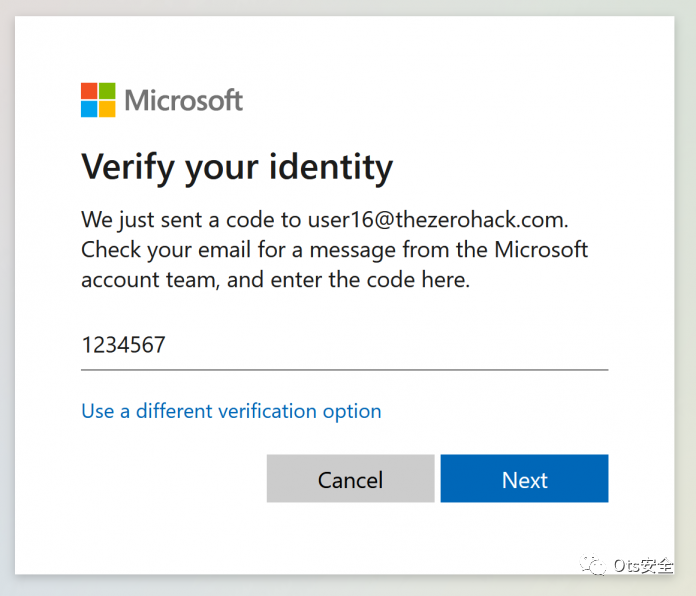 Microsoft
Verify your identity
We just sent a code to user16@thezerohack.com.
Check your email for a message from the Microsoft
account team, and enter the code here.
1234567
Use a different verification option
Cancel
Next
Ots安全